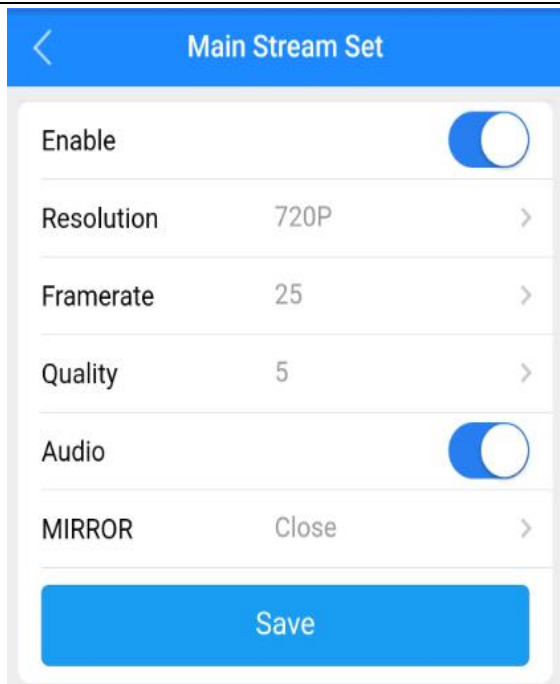 Main Stream Set
Enable
Resolution 720P
Framerate 25
Quality 5
Audio
MIRROR Close
Save